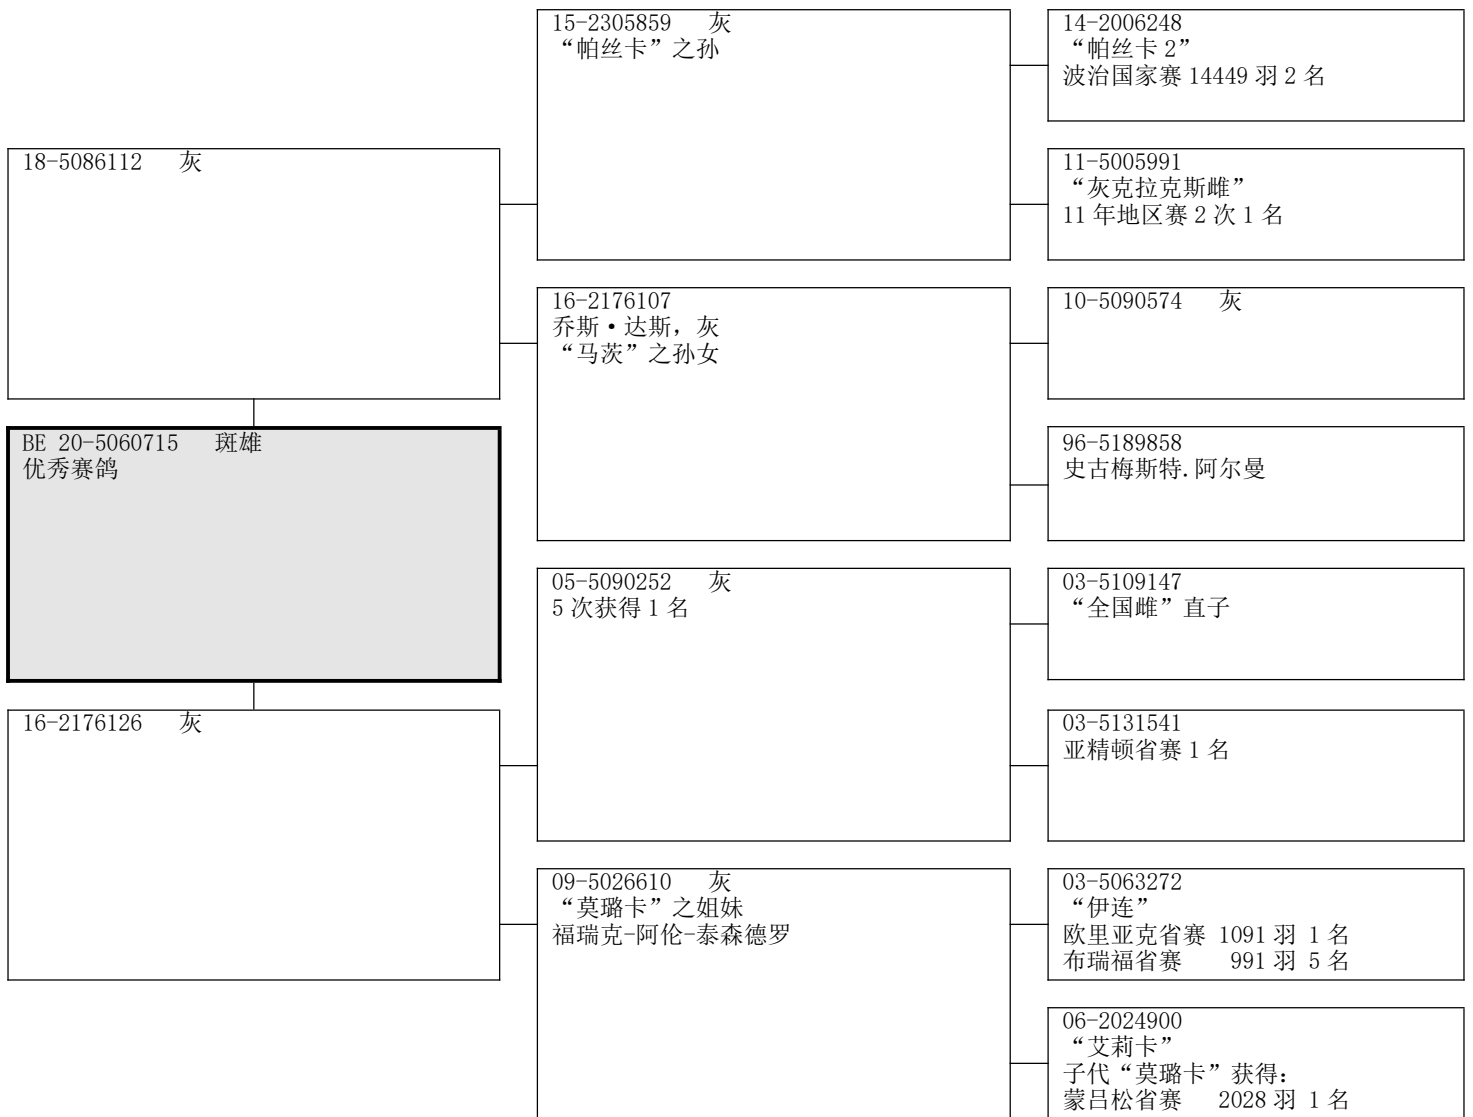 15-2305859 灰
“帕丝卡”之孙
14-2006248
“帕丝卡 2”
波治国家赛 14449 羽 2 名
18-5086112 灰
11-5005991
“灰克拉克斯雌”
11 年地区赛 2 次 1 名
16-2176107
乔斯·达斯, 灰
“马茨”之孙女
10-5090574 灰
BE 20-5060715 斑雄
优秀赛鸽
96-5189858
史古梅斯特.阿尔曼
05-5090252 灰
5 次获得 1 名
03-5109147
“全国雌”直子
16-2176126 灰
03-5131541
亚精顿省赛 1 名
09-5026610 灰
“莫璐卡”之姐妹
福瑞克-阿伦-泰森德罗
03-5063272
“伊连”
欧里亚克省赛 1091 羽 1 名
布瑞福省赛 991 羽 5 名
06-2024900
“艾莉卡”
子代“莫璐卡”获得:
蒙吕松省赛 2028 羽 1 名